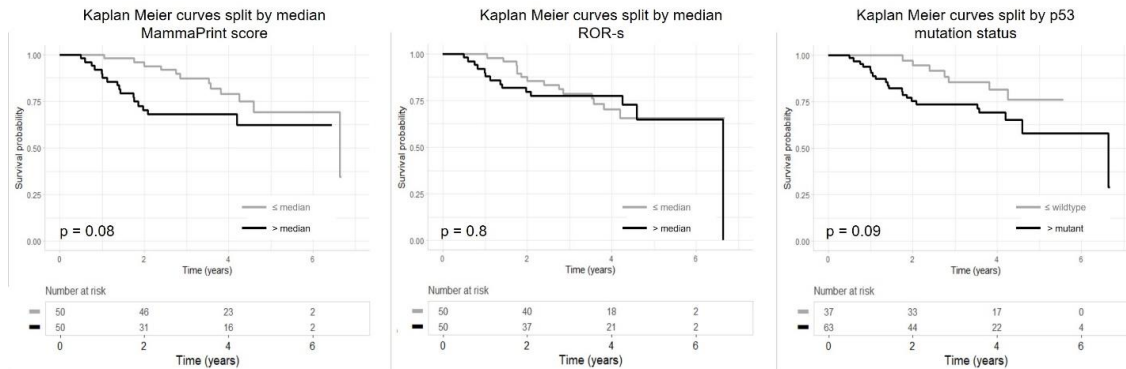 Kaplan Meier curves split by median
MammaPrint score
Survival probability
1.00
0.75
0.50
0.25
0.00
≤ median
> median
p = 0.08
0 2 4 6
Time (years)
Number at risk
50 46 23 2
50 31 16 2
0 2 4 6
Time (years)
Kaplan Meier curves split by median
ROR-s
Survival probability
1.00
0.75
0.50
0.25
0.00
≤ median
> median
p = 0.8
0 2 4 6
Time (years)
Number at risk
50 40 18 2
50 37 21 2
0 2 4 6
Time (years)
Kaplan Meier curves split by p53
mutation status
Survival probability
1.00
0.75
0.50
0.25
0.00
≤ wildtype
> mutant
p = 0.09
0 2 4 6
Time (years)
Number at risk
37 33 17 0
63 44 22 4
0 2 4 6
Time (years)